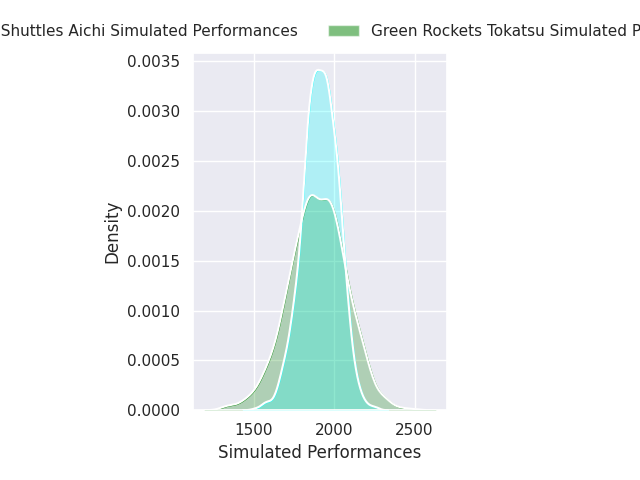 Shuttles Aichi Simulated Performances
Green Rockets Tokatsu Simulated
0.0035
0.0030
0.0025
0.0020
0.0015
0.0010
0.0005
0.0000
Density
1500 2000 2500
Simulated Performances